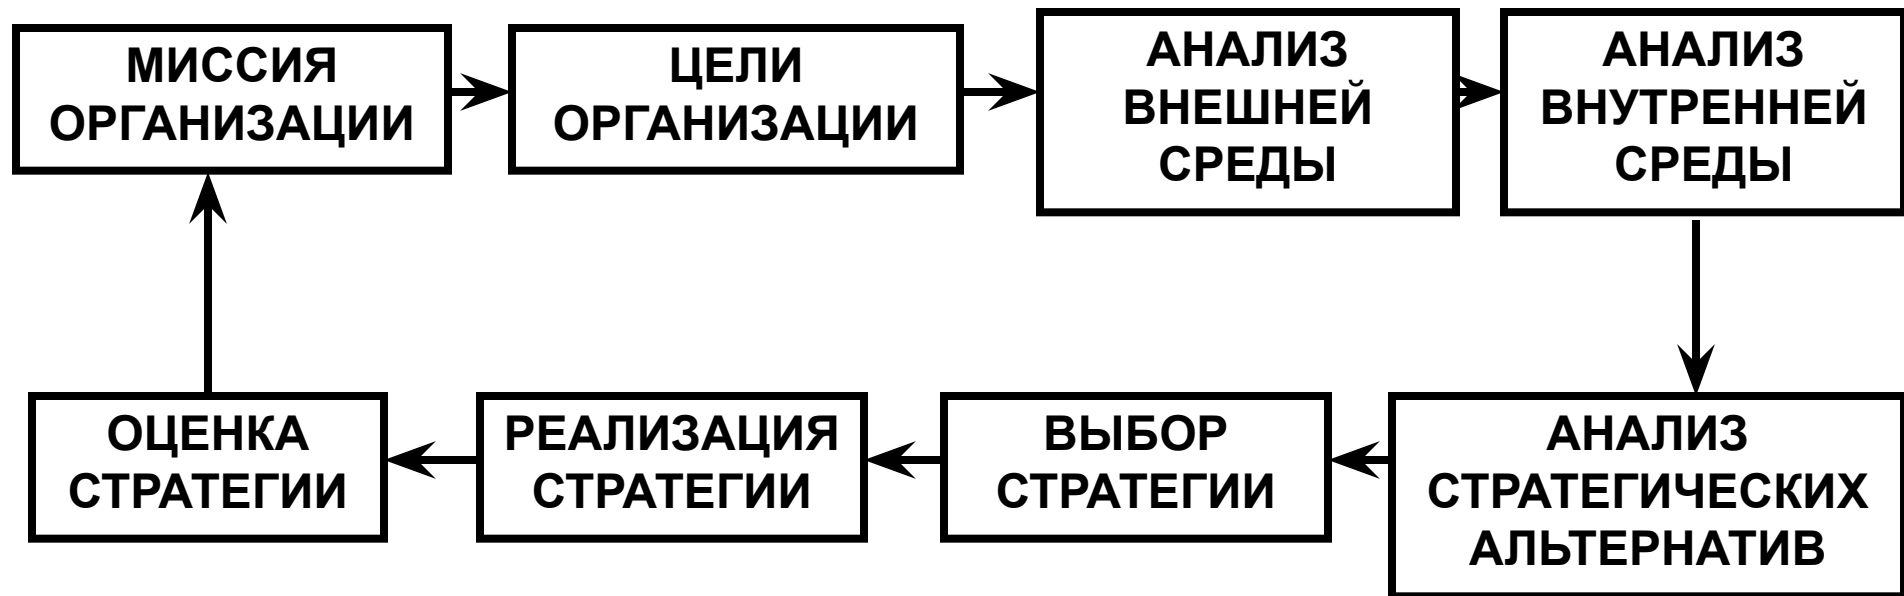 МИССИЯ
ОРГАНИЗАЦИИ
ЦЕЛИ
ОРГАНИЗАЦИИ
АНАЛИЗ
ВНЕШНЕЙ
СРЕДЫ
АНАЛИЗ
ВНУТРЕННЕЙ
СРЕДЫ
ОЦЕНКА
СТРАТЕГИИ
РЕАЛИЗАЦИЯ
СТРАТЕГИИ
ВЫБОР
СТРАТЕГИИ
АНАЛИЗ
СТРАТЕГИЧЕСКИХ
АЛЬТЕРНАТИВ